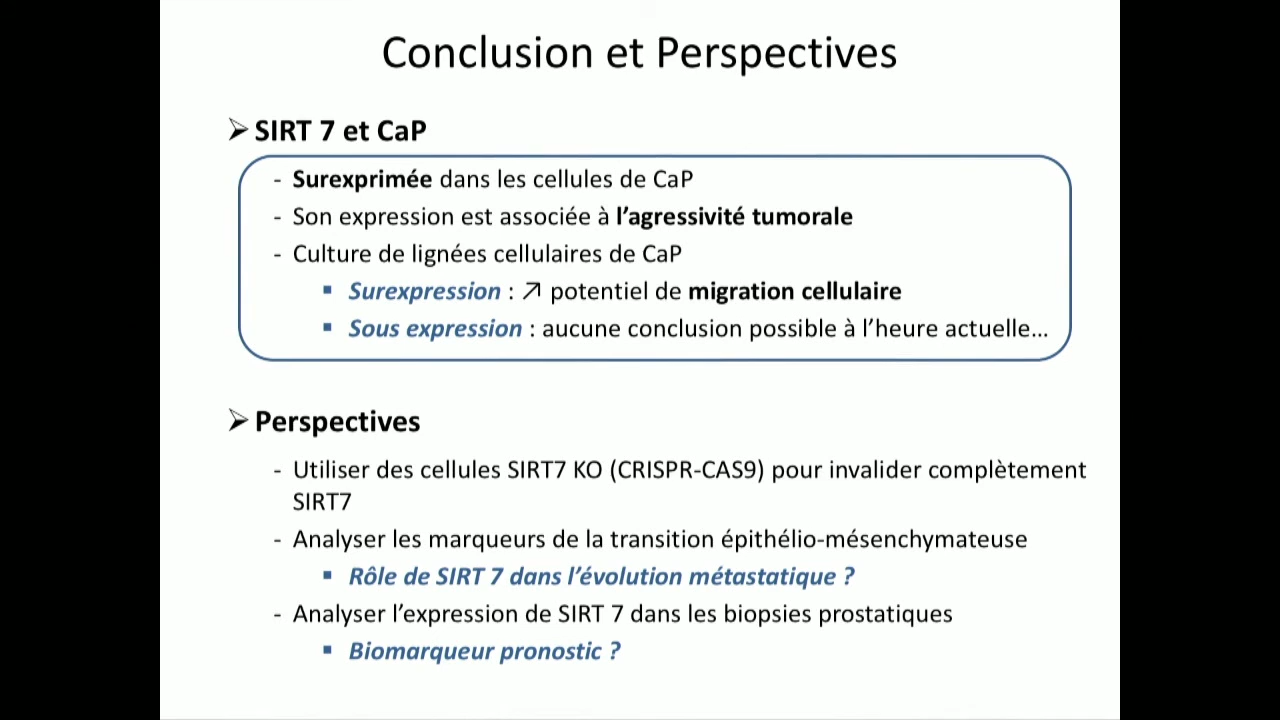 Conclusion et Perspectives
➢ SIRT 7 et CaP
- Surexprimée dans les cellules de CaP
- Son expression est associée à l'agressivité tumorale
- Culture de lignées cellulaires de CaP
▪ Surexpression : ↗ potentiel de migration cellulaire
▪ Sous expression : aucune conclusion possible à l'heure actuelle...
➢ Perspectives
- Utiliser des cellules SIRT7 KO (CRISPR-CAS9) pour invalider complètement
SIRT7
- Analyser les marqueurs de la transition épithélio-mésenchymateuse
▪ Rôle de SIRT 7 dans l'évolution métastatique ?
- Analyser l'expression de SIRT 7 dans les biopsies prostatiques
▪ Biomarqueur pronostic ?